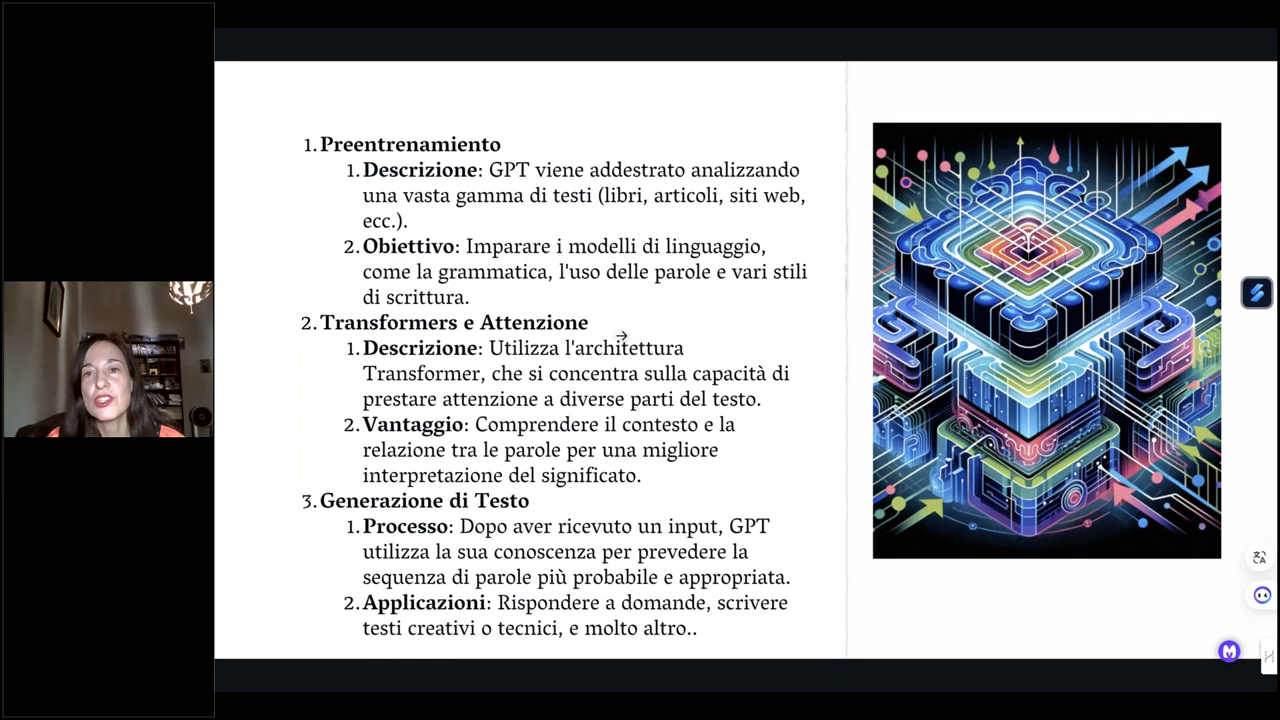 1. Preentrenamiento
1. Descrizione: GPT viene addestrato analizzando
una vasta gamma di testi (libri, articoli, siti web,
ecc.).
2. Obiettivo: Imparare i modelli di linguaggio,
come la grammatica, l'uso delle parole e vari stili
di scrittura.
2. Transformers e Attenzione
1. Descrizione: Utilizza l'architettura
Transformer, che si concentra sulla capacità di
prestare attenzione a diverse parti del testo.
2. Vantaggio: Comprendere il contesto e la
relazione tra le parole per una migliore
interpretazione del significato.
3. Generazione di Testo
1. Processo: Dopo aver ricevuto un input, GPT
utilizza la sua conoscenza per prevedere la
sequenza di parole più probabile e appropriata.
2. Applicazioni: Rispondere a domande, scrivere
testi creativi o tecnici, e molto altro..